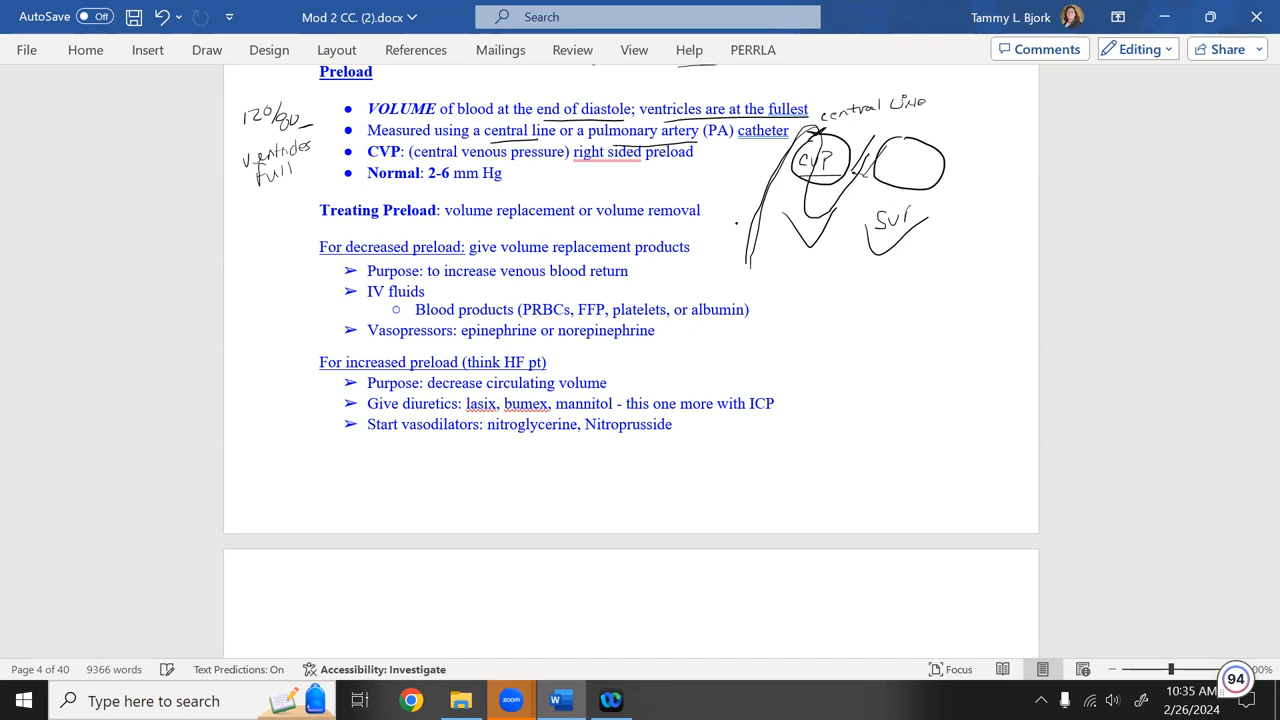 AutoSave Off Mod 2 CC. (2).docx Search Tammy L. Bjork
File Home Insert Draw Design Layout References Mailings Review View Help PERRLA Comments Editing Share
Preload
● VOLUME of blood at the end of diastole; ventricles are at the fullest
● Measured using a central line or a pulmonary artery (PA) catheter
● CVP: (central venous pressure) right sided preload
● Normal: 2-6 mm Hg
120/80
ventricles
full
central line
CVP
Treating Preload: volume replacement or volume removal
For decreased preload: give volume replacement products
➢ Purpose: to increase venous blood return
➢ IV fluids
○ Blood products (PRBCs, FFP, platelets, or albumin)
➢ Vasopressors: epinephrine or norepinephrine
For increased preload (think HF pt)
➢ Purpose: decrease circulating volume
➢ Give diuretics: lasix, bumex, mannitol - this one more with ICP
➢ Start vasodilators: nitroglycerine, Nitroprusside
Page 4 of 40 9366 words Text Predictions: On Accessibility: Investigate Focus 94 00%
Type here to search zoom 10:35 AM
2/26/2024